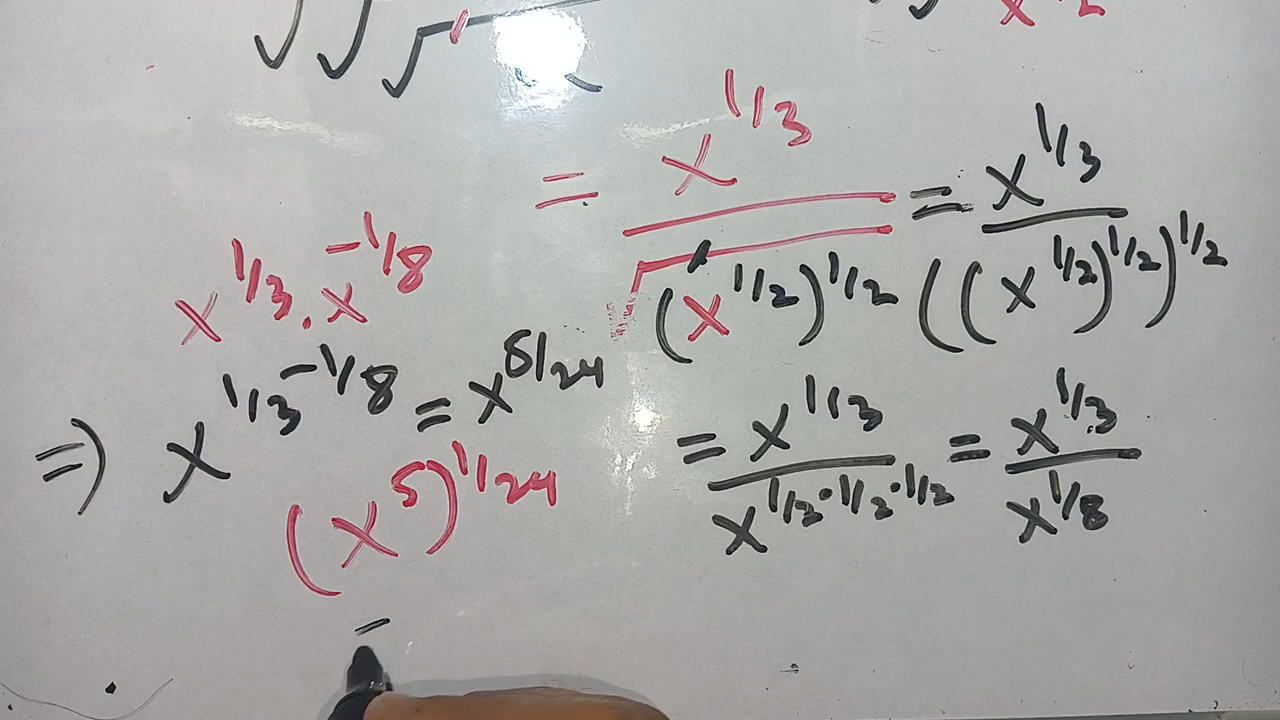 = x^1/3 / √(x^1/2)^1/2 = x^1/3 / ((x^1/2)^1/2)^1/2
x^1/3 . x^-1/8
⇒ x^1/3 - 1/8 = x^5/24
= x^1/3 / x^1/2·1/2·1/2 = x^1/3 / x^1/8
(x^5)^1/24